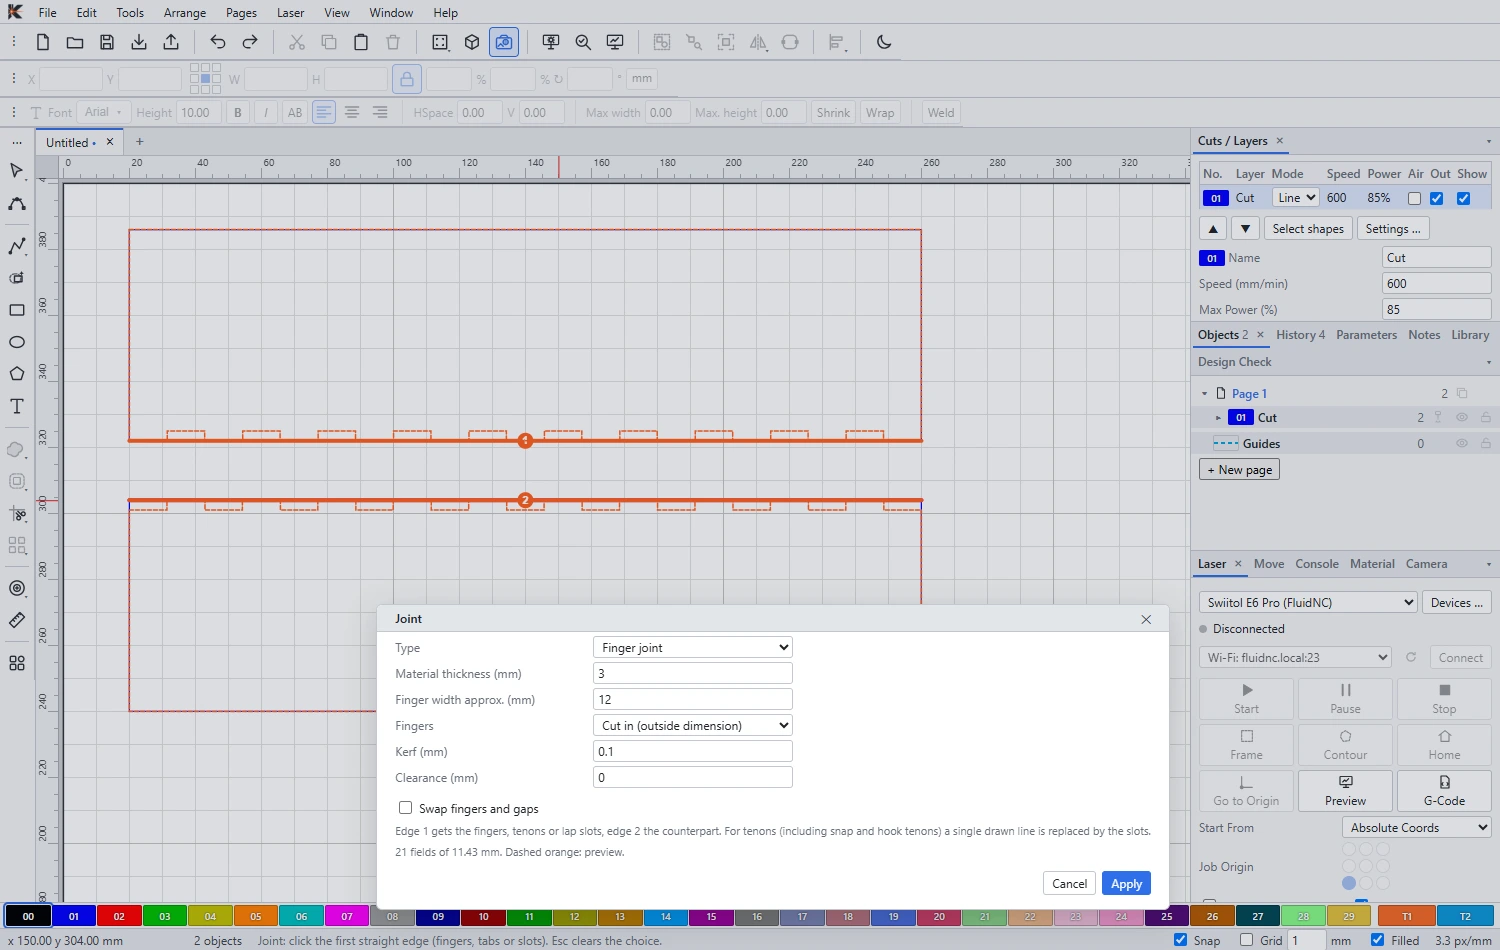 File Edit Tools Arrange Pages Laser View Window Help
X Y W H % % ° mm
Font Arial Height 10.00 B I AB HSpace 0.00 V 0.00 Max width 0.00 Max. height 0.00 Shrink Wrap Weld
Untitled • × +
0 20 40 60 80 100 120 140 160 180 200 220 240 260 280 300 320
380
360
340
320
300
280
260
240
220
200
1
2
Cuts / Layers ×
No. Layer Mode Speed Power Air Out Show
01 Cut Line 600 85%
Select shapes Settings ...
01 Name Cut
Speed (mm/min) 600
Max Power (%) 85
Objects 2 × History 4 Parameters Notes Library
Design Check
Page 1 2
01 Cut 2
Guides 0
+ New page
Laser × Move Console Material Camera
Swiitol E6 Pro (FluidNC) Devices ...
Disconnected
Wi-Fi: fluidnc.local:23 Connect
Start Pause Stop
Frame Contour Home
Go to Origin Preview G-Code
Start From Absolute Coords
Job Origin
Joint
Type Finger joint
Material thickness (mm) 3
Finger width approx. (mm) 12
Fingers Cut in (outside dimension)
Kerf (mm) 0.1
Clearance (mm) 0
Swap fingers and gaps
Edge 1 gets the fingers, tenons or lap slots, edge 2 the counterpart. For tenons (including snap and hook tenons) a single drawn line is replaced by the slots.
21 fields of 11.43 mm. Dashed orange: preview.
Cancel Apply
00 01 02 03 04 05 06 07 08 09 10 11 12 13 14 15 16 17 18 19 20 21 22 23 24 25 26 27 28 29 T1 T2
x 150.00 y 304.00 mm 2 objects Joint: click the first straight edge (fingers, tabs or slots). Esc clears the choice. Snap Grid 1 mm Filled 3.3 px/mm